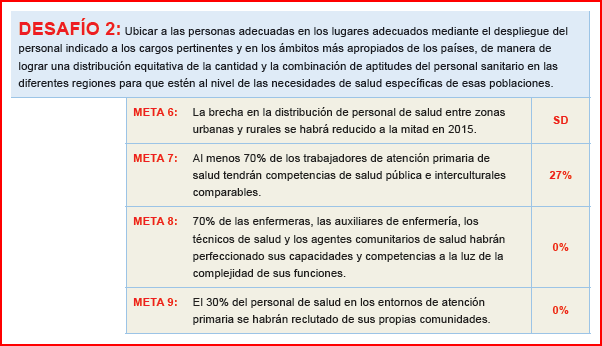 DESAFÍO 2: Ubicar a las personas adecuadas en los lugares adecuados mediante el despliegue del
personal indicado a los cargos pertinentes y en los ámbitos más apropiados de los países, de manera de
lograr una distribución equitativa de la cantidad y la combinación de aptitudes del personal sanitario en las
diferentes regiones para que estén al nivel de las necesidades de salud específicas de esas poblaciones.
META 6: La brecha en la distribución de personal de salud entre zonas
urbanas y rurales se habrá reducido a la mitad en 2015.
SD
META 7: Al menos 70% de los trabajadores de atención primaria de
salud tendrán competencias de salud pública e interculturales
comparables.
27%
META 8: 70% de las enfermeras, las auxiliares de enfermería, los
técnicos de salud y los agentes comunitarios de salud habrán
perfeccionado sus capacidades y competencias a la luz de la
complejidad de sus funciones.
0%
META 9: El 30% del personal de salud en los entornos de atención
primaria se habrán reclutado de sus propias comunidades.
0%